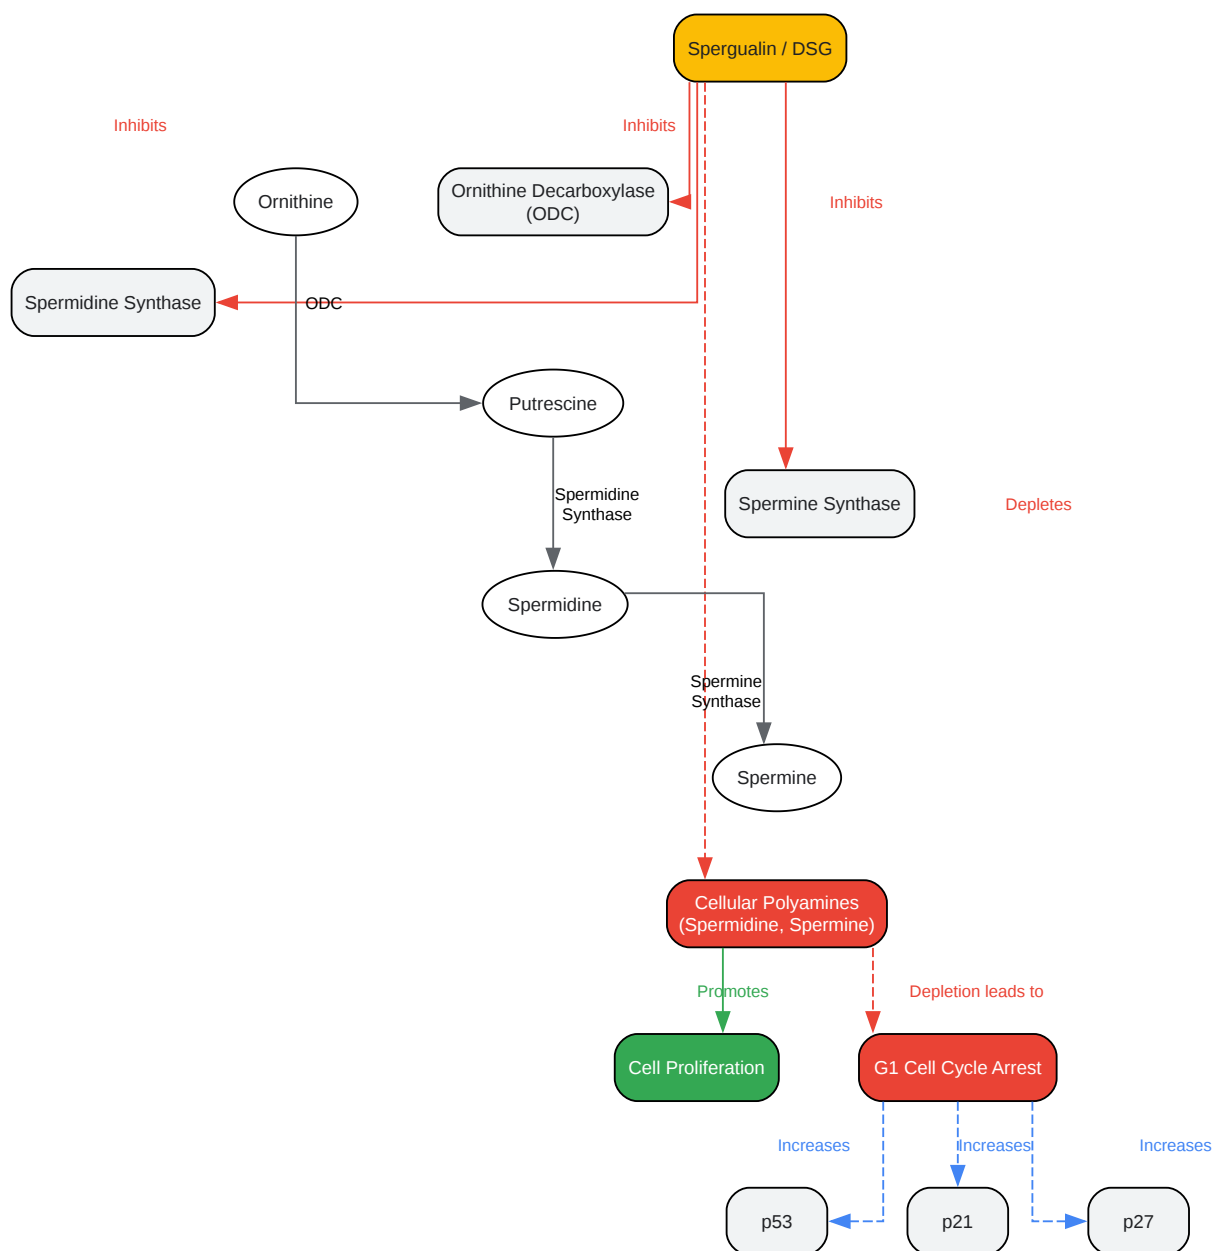 Spergualin / DSG
Inhibits
Inhibits
Ornithine
Ornithine Decarboxylase
(ODC)
Inhibits
Spermidine Synthase
ODC
Putrescine
Spermidine
Synthase
Spermine Synthase
Depletes
Spermidine
Spermine
Synthase
Spermine
Cellular Polyamines
(Spermidine, Spermine)
Promotes
Depletion leads to
Cell Proliferation
G1 Cell Cycle Arrest
Increases
Increases
Increases
p53
p21
p27